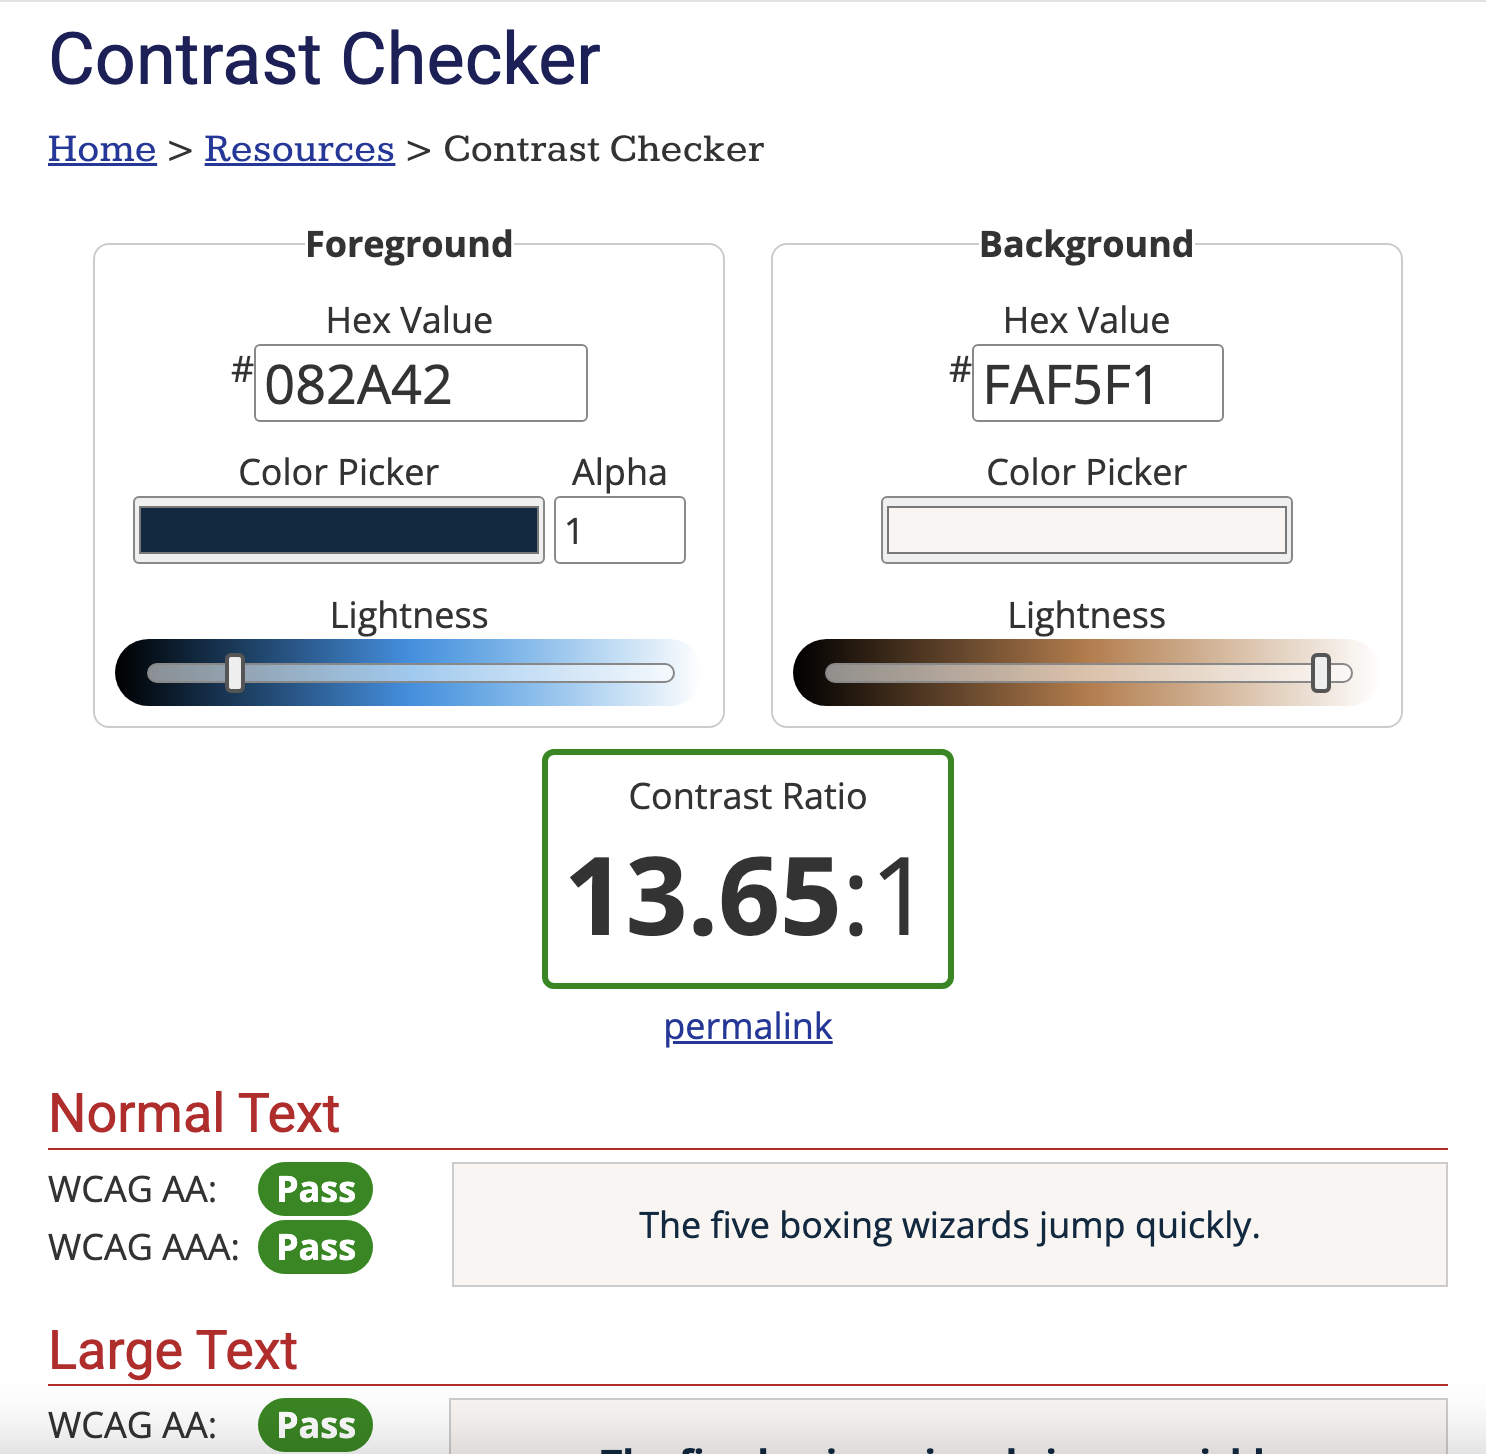 Contrast Checker
Home > Resources > Contrast Checker
Foreground
Hex Value
#082A42
Color Picker
Alpha
1
Lightness
Background
Hex Value
#FAF5F1
Color Picker
Lightness
Contrast Ratio
13.65:1
permalink
Normal Text
WCAG AA: Pass
WCAG AAA: Pass
The five boxing wizards jump quickly.
Large Text
WCAG AA: Pass